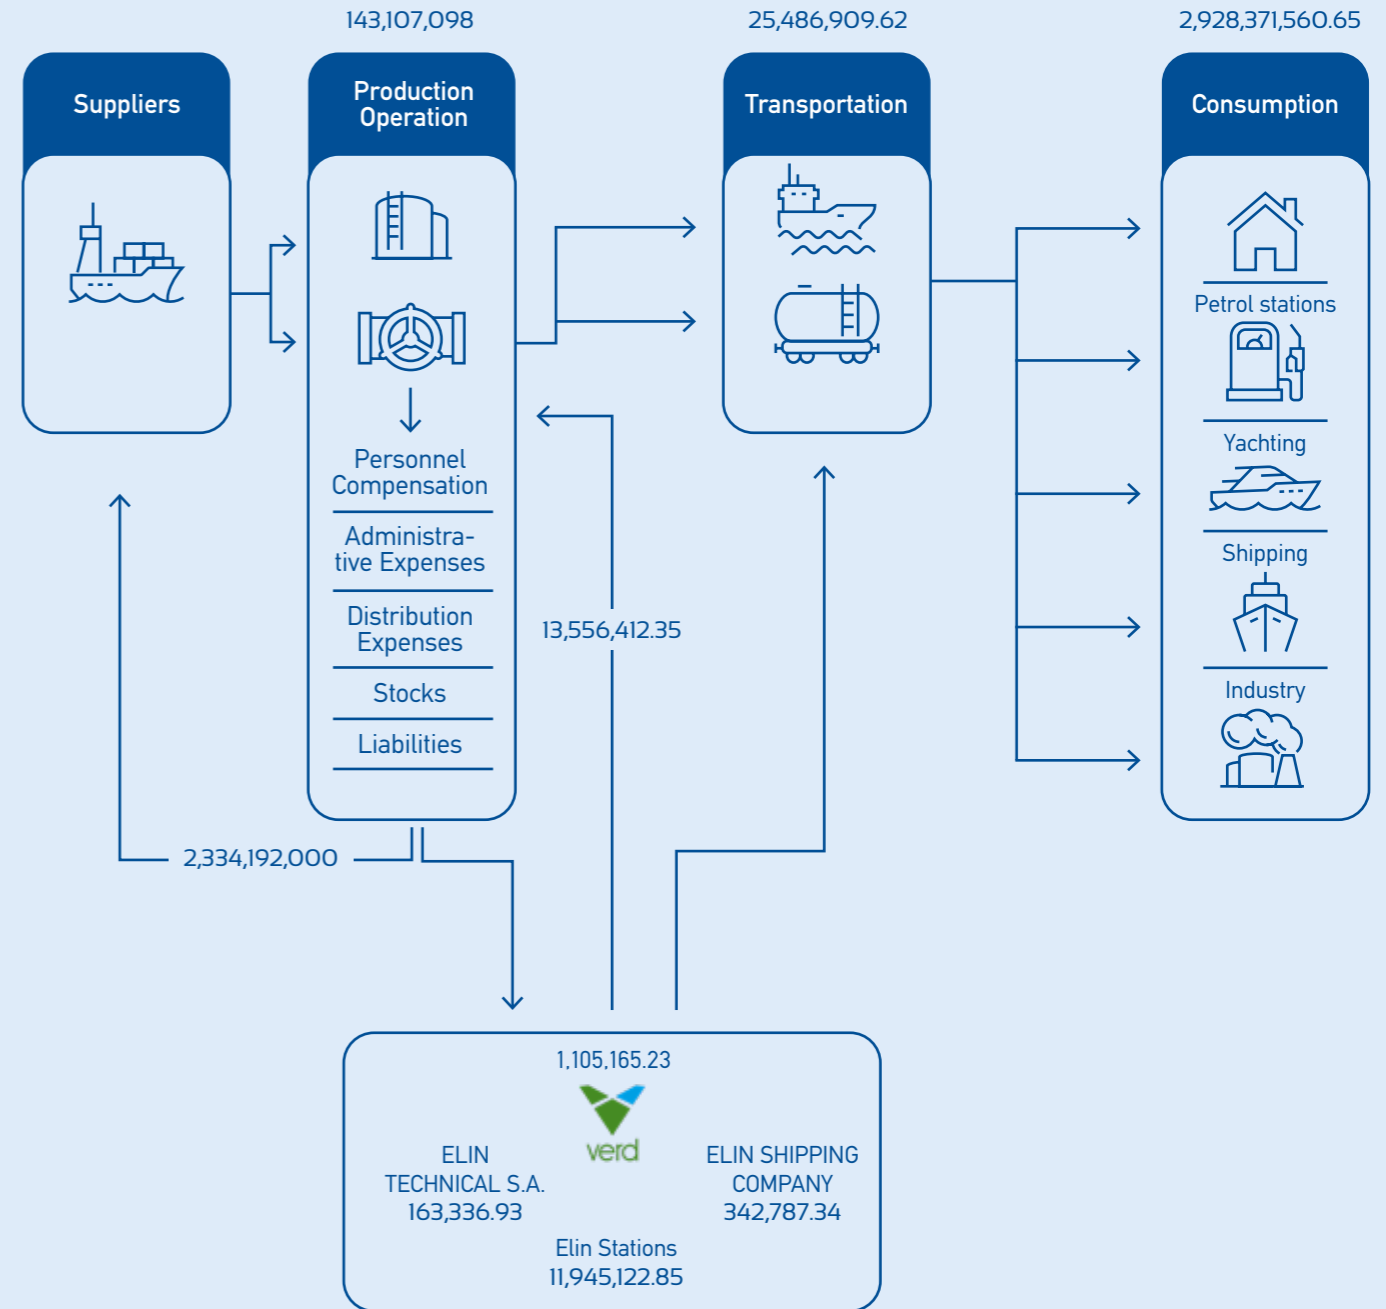 143,107,098
25,486,909.62
2,928,371,560.65
Suppliers
Production
Operation
Transportation
Consumption
Petrol stations
Yachting
Shipping
Industry
Personnel
Compensation
Administra-
tive Expenses
Distribution
Expenses
Stocks
Liabilities
13,556,412.35
2,334,192,000
1,105,165.23
verd
ELIN
TECHNICAL S.A.
163,336.93
ELIN SHIPPING
COMPANY
342,787.34
Elin Stations
11,945,122.85